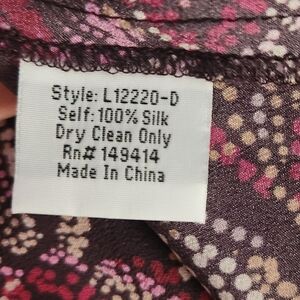 Style: L12220-D
Self: 100% Silk
Dry Clean Only
Rn# 149414
Made In China